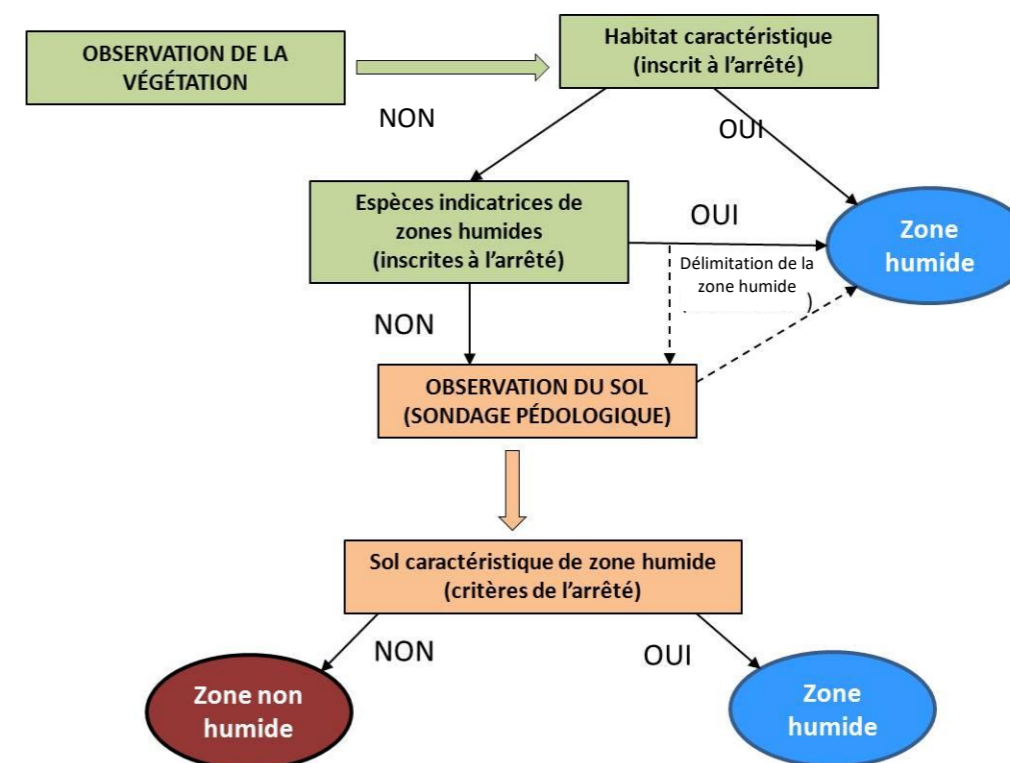 OBSERVATION DE LA
VÉGÉTATION
Habitat caractéristique
(inscrit à l'arrêté)
NON
OUI
Espèces indicatrices de
zones humides
(inscrites à l'arrêté)
OUI
Zone
humide
Délimitation de la
zone humide
)
NON
OBSERVATION DU SOL
(SONDAGE PÉDOLOGIQUE)
Sol caractéristique de zone humide
(critères de l'arrêté)
NON
OUI
Zone non
humide
Zone
humide